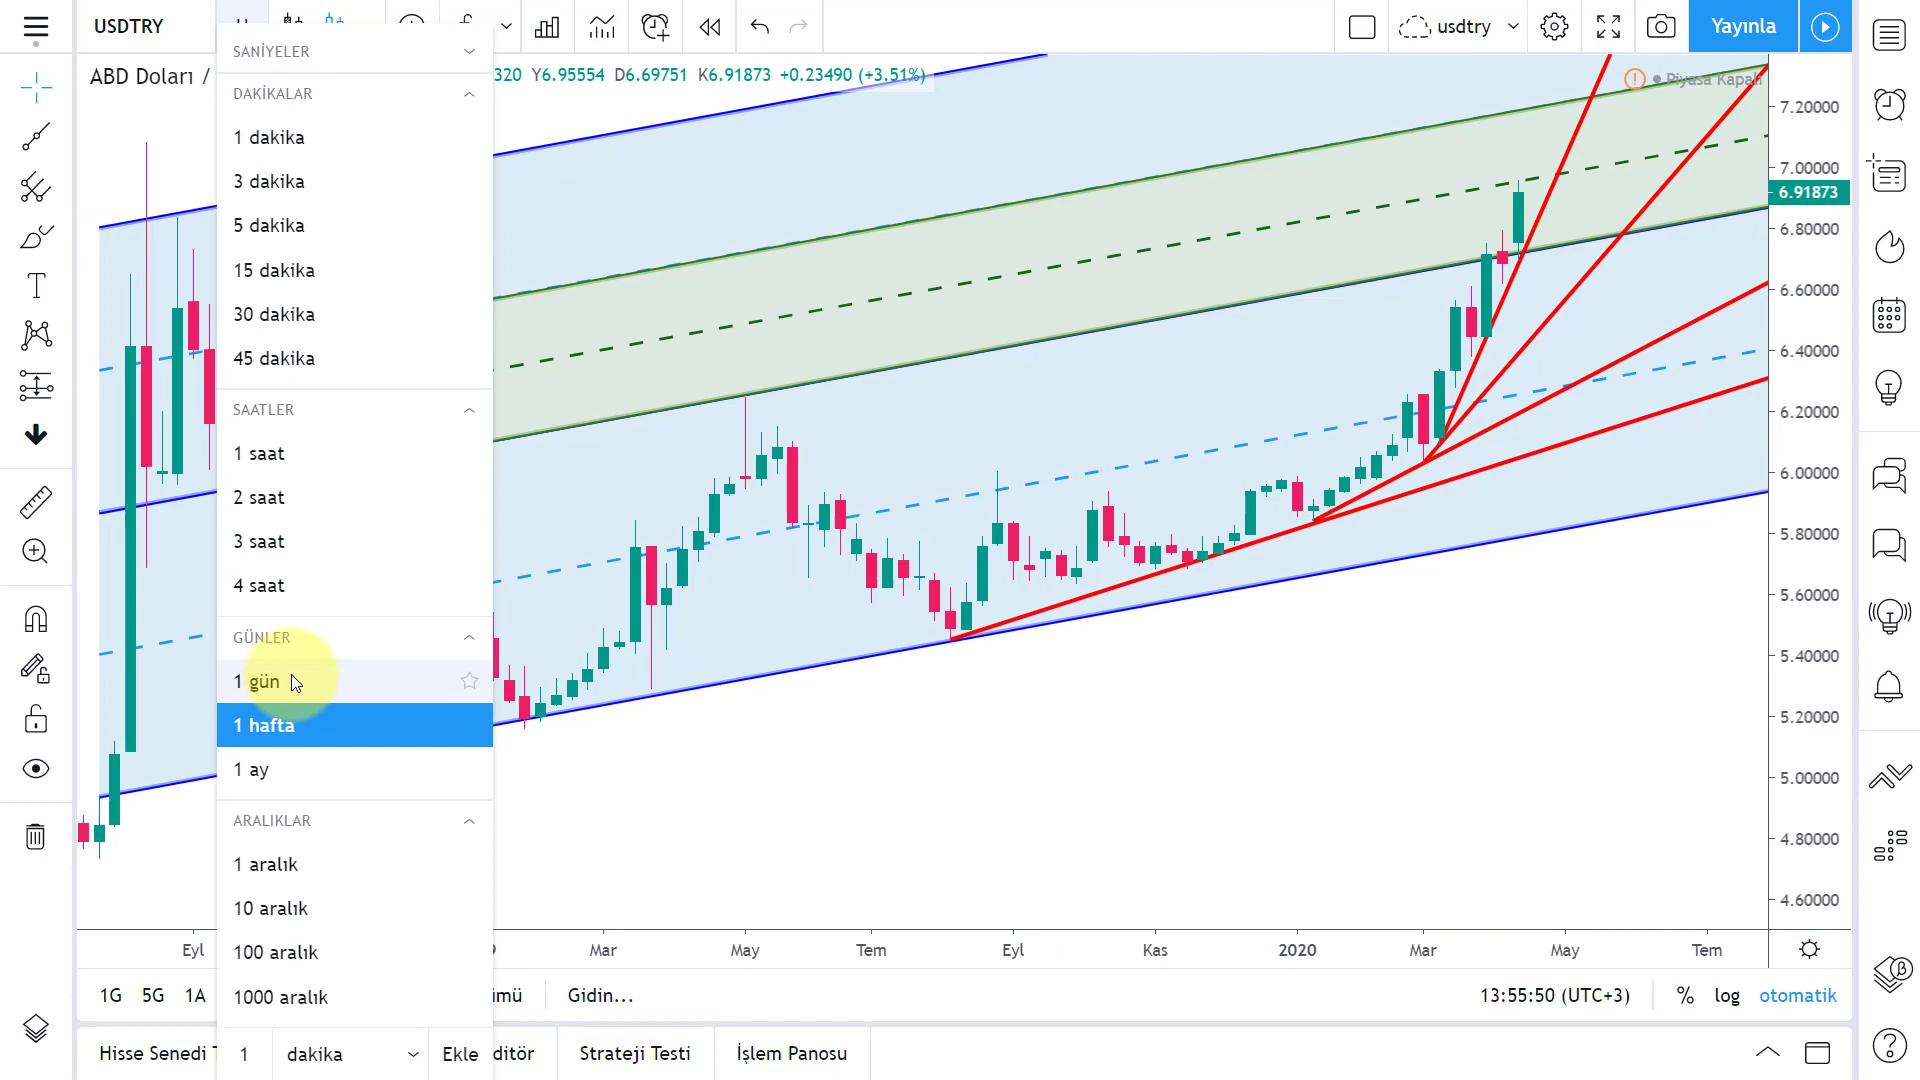 USDTRY
usdtry
Yayınla
ABD Doları /
320 Y6.95554 D6.69751 K6.91873 +0.23490 (+3.51%)
Piyasa Kapalı
SANİYELER
DAKİKALAR
1 dakika
3 dakika
5 dakika
15 dakika
30 dakika
45 dakika
SAATLER
1 saat
2 saat
3 saat
4 saat
GÜNLER
1 gün
1 hafta
1 ay
ARALIKLAR
1 aralık
10 aralık
100 aralık
1000 aralık
1 dakika Ekle
7.20000
7.00000
6.91873
6.80000
6.60000
6.40000
6.20000
6.00000
5.80000
5.60000
5.40000
5.20000
5.00000
4.80000
4.60000
Eyl 9 Mar May Tem Eyl Kas 2020 Mar May Tem
1G 5G 1A ümü Gidin... 13:55:50 (UTC+3) % log otomatik
Hisse Senedi T ditör Strateji Testi İşlem Panosu